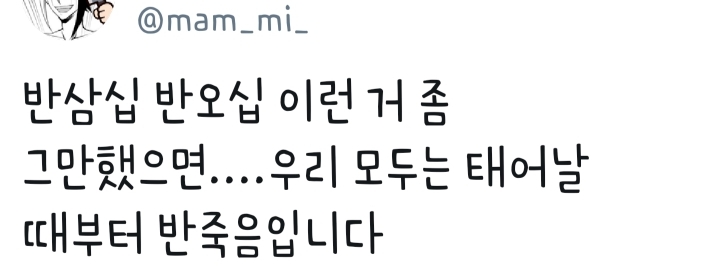 @mam_mi_
반삼십 반오십 이런 거 좀
그만했으면....우리 모두는 태어날
때부터 반죽음입니다